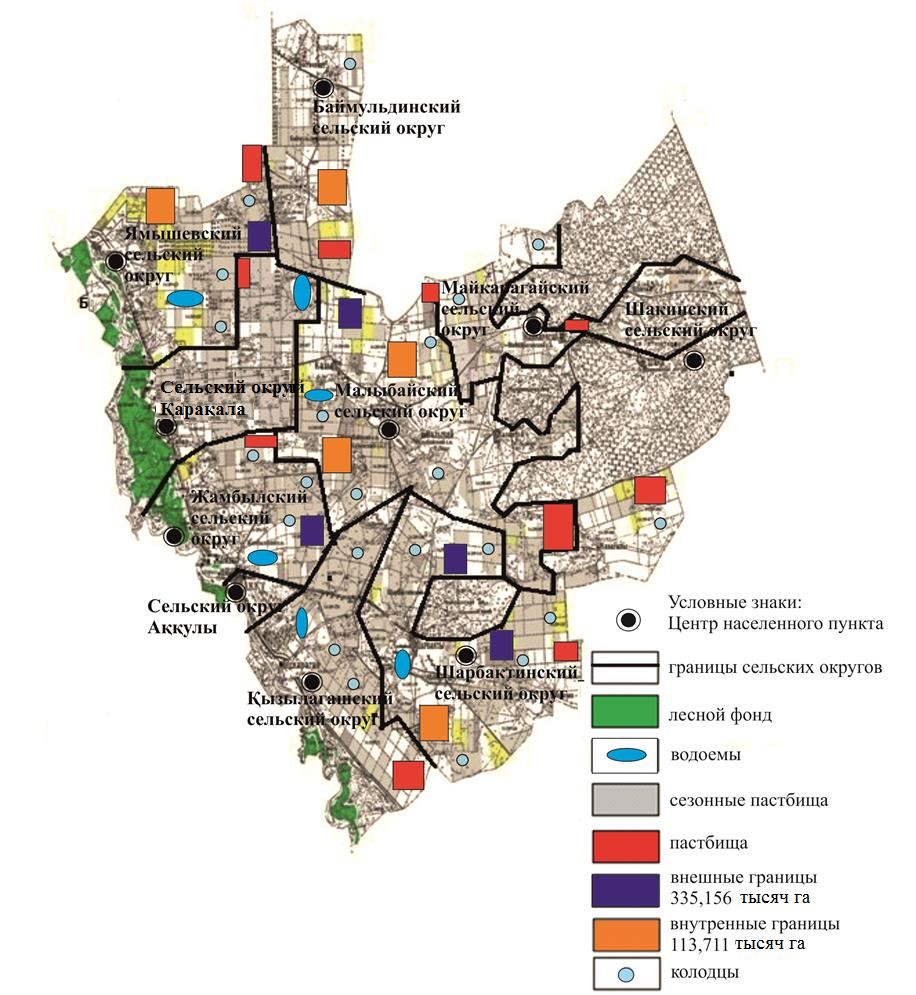 Баймульдинский
сельский округ
Ямышевский
сельский
округ
Б
Майкарагайский
сельский
округ
Шакинский
сельский округ
Сельский округ
Қарақала
Малыбайский
сельский округ
Жамбылский
сельский
округ
Сельский округ
Аққулы
Қызылагашский
сельский округ
Шарбактинский
сельский округ
Условные знаки:
Центр населенного пункта
границы сельских округов
лесной фонд
водоемы
сезонные пастбища
пастбища
внешные границы
335,156 тысяч га
внутренные границы
113,711 тысяч га
колодцы